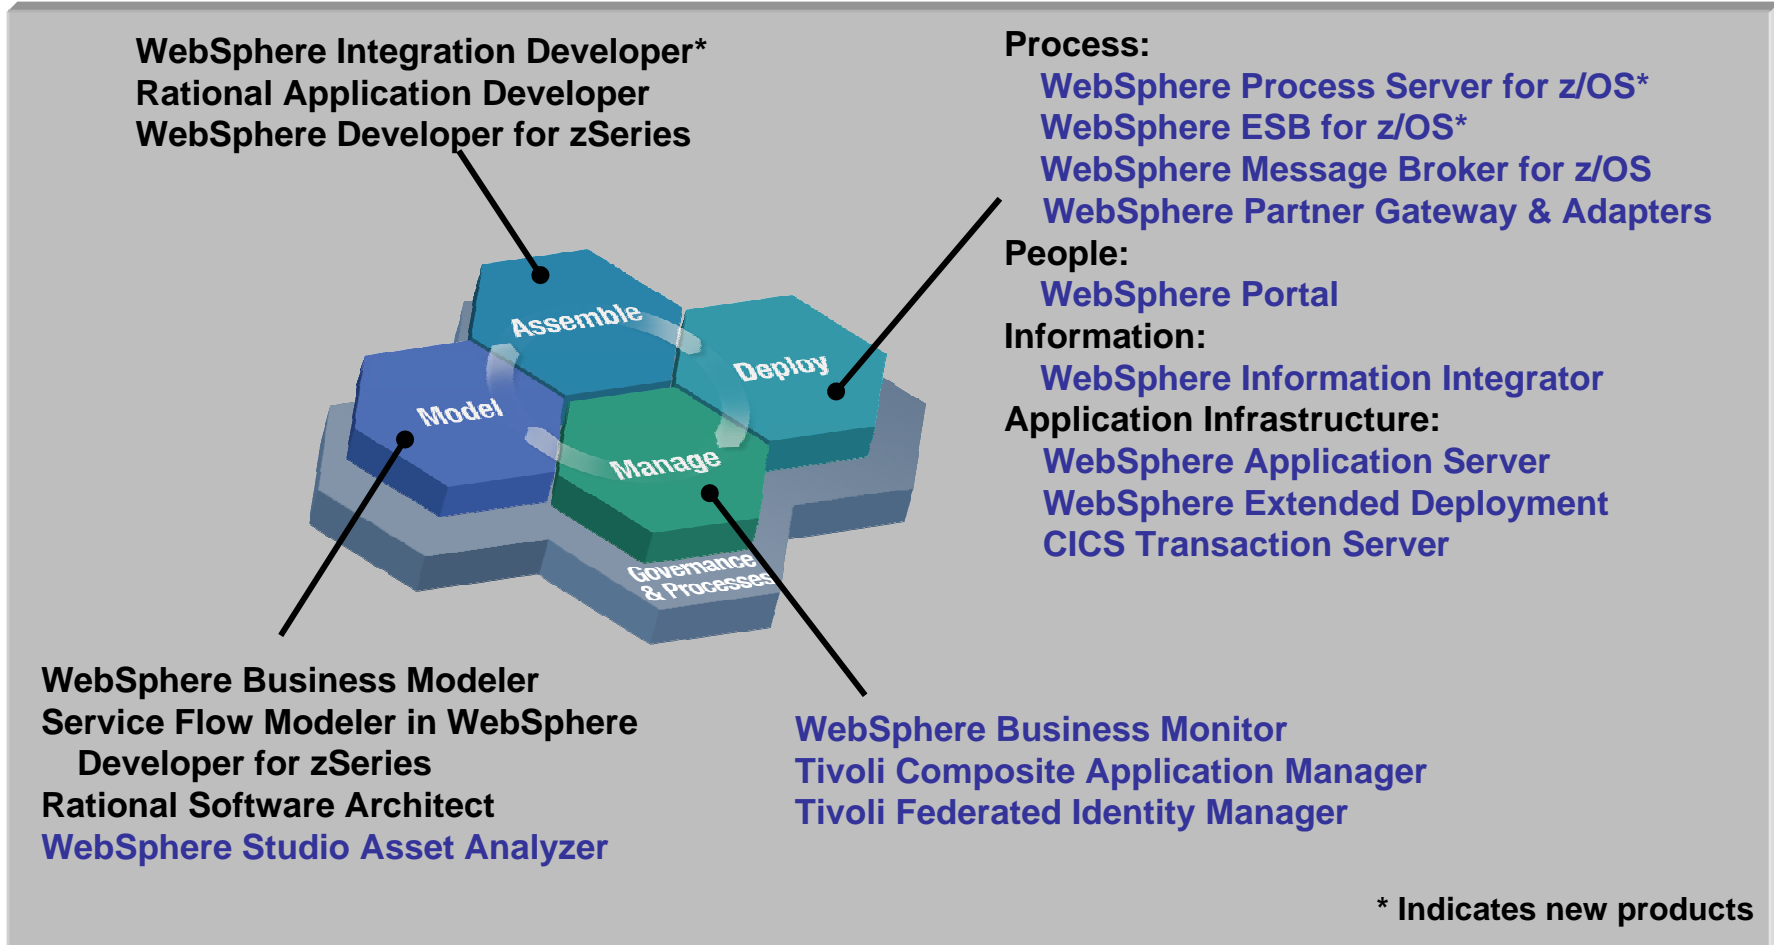 WebSphere Integration Developer*
Rational Application Developer
WebSphere Developer for zSeries
Process:
WebSphere Process Server for z/OS*
WebSphere ESB for z/OS*
WebSphere Message Broker for z/OS
WebSphere Partner Gateway & Adapters
People:
WebSphere Portal
Information:
WebSphere Information Integrator
Application Infrastructure:
WebSphere Application Server
WebSphere Extended Deployment
CICS Transaction Server
Assemble
Deploy
Model
Manage
Governance
& Processes
WebSphere Business Modeler
Service Flow Modeler in WebSphere
Developer for zSeries
Rational Software Architect
WebSphere Studio Asset Analyzer
WebSphere Business Monitor
Tivoli Composite Application Manager
Tivoli Federated Identity Manager
* Indicates new products